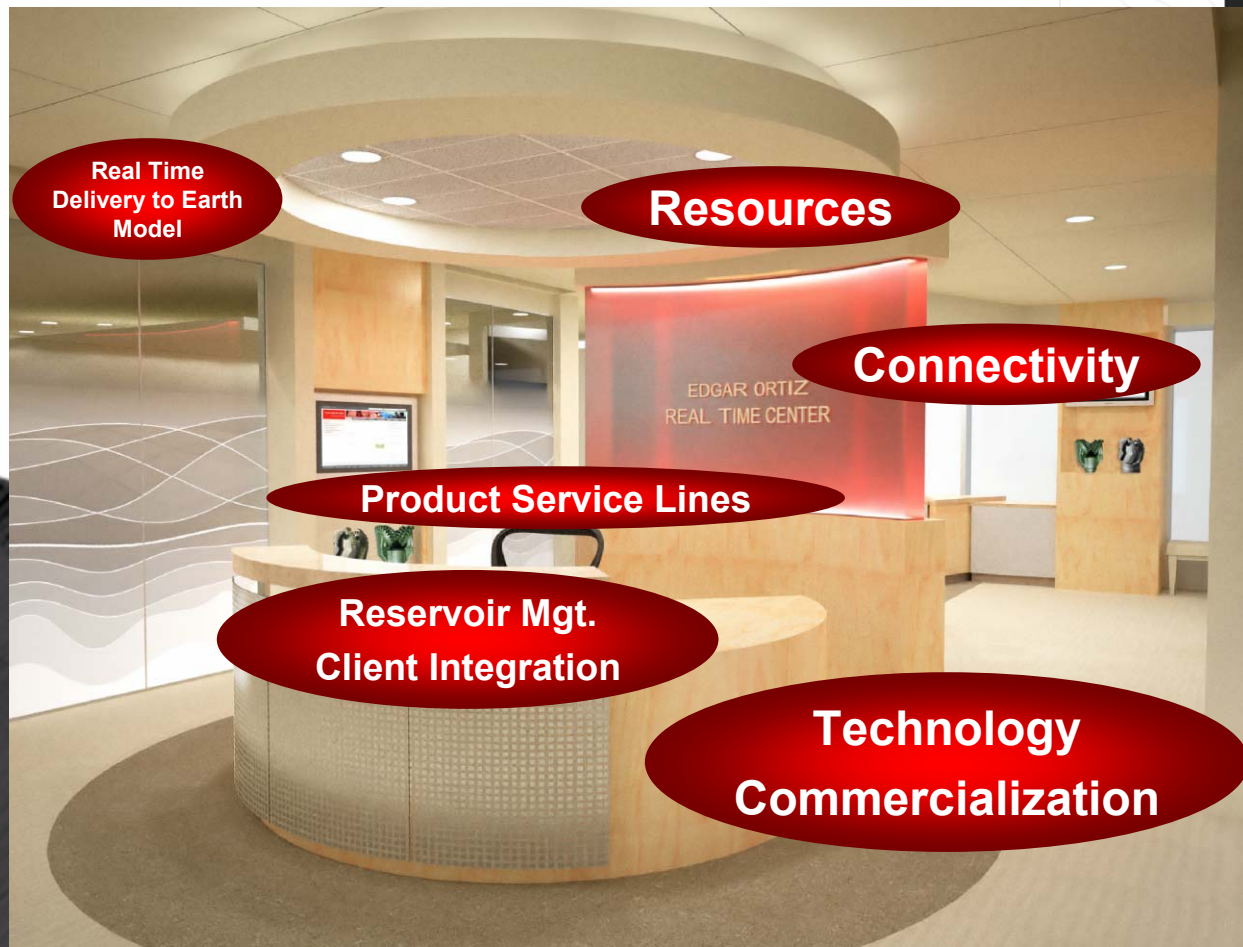 Real Time
Delivery to Earth
Model
Resources
Connectivity
EDGAR ORTIZ
REAL TIME CENTER
Product Service Lines
Reservoir Mgt.
Client Integration
Technology
Commercialization